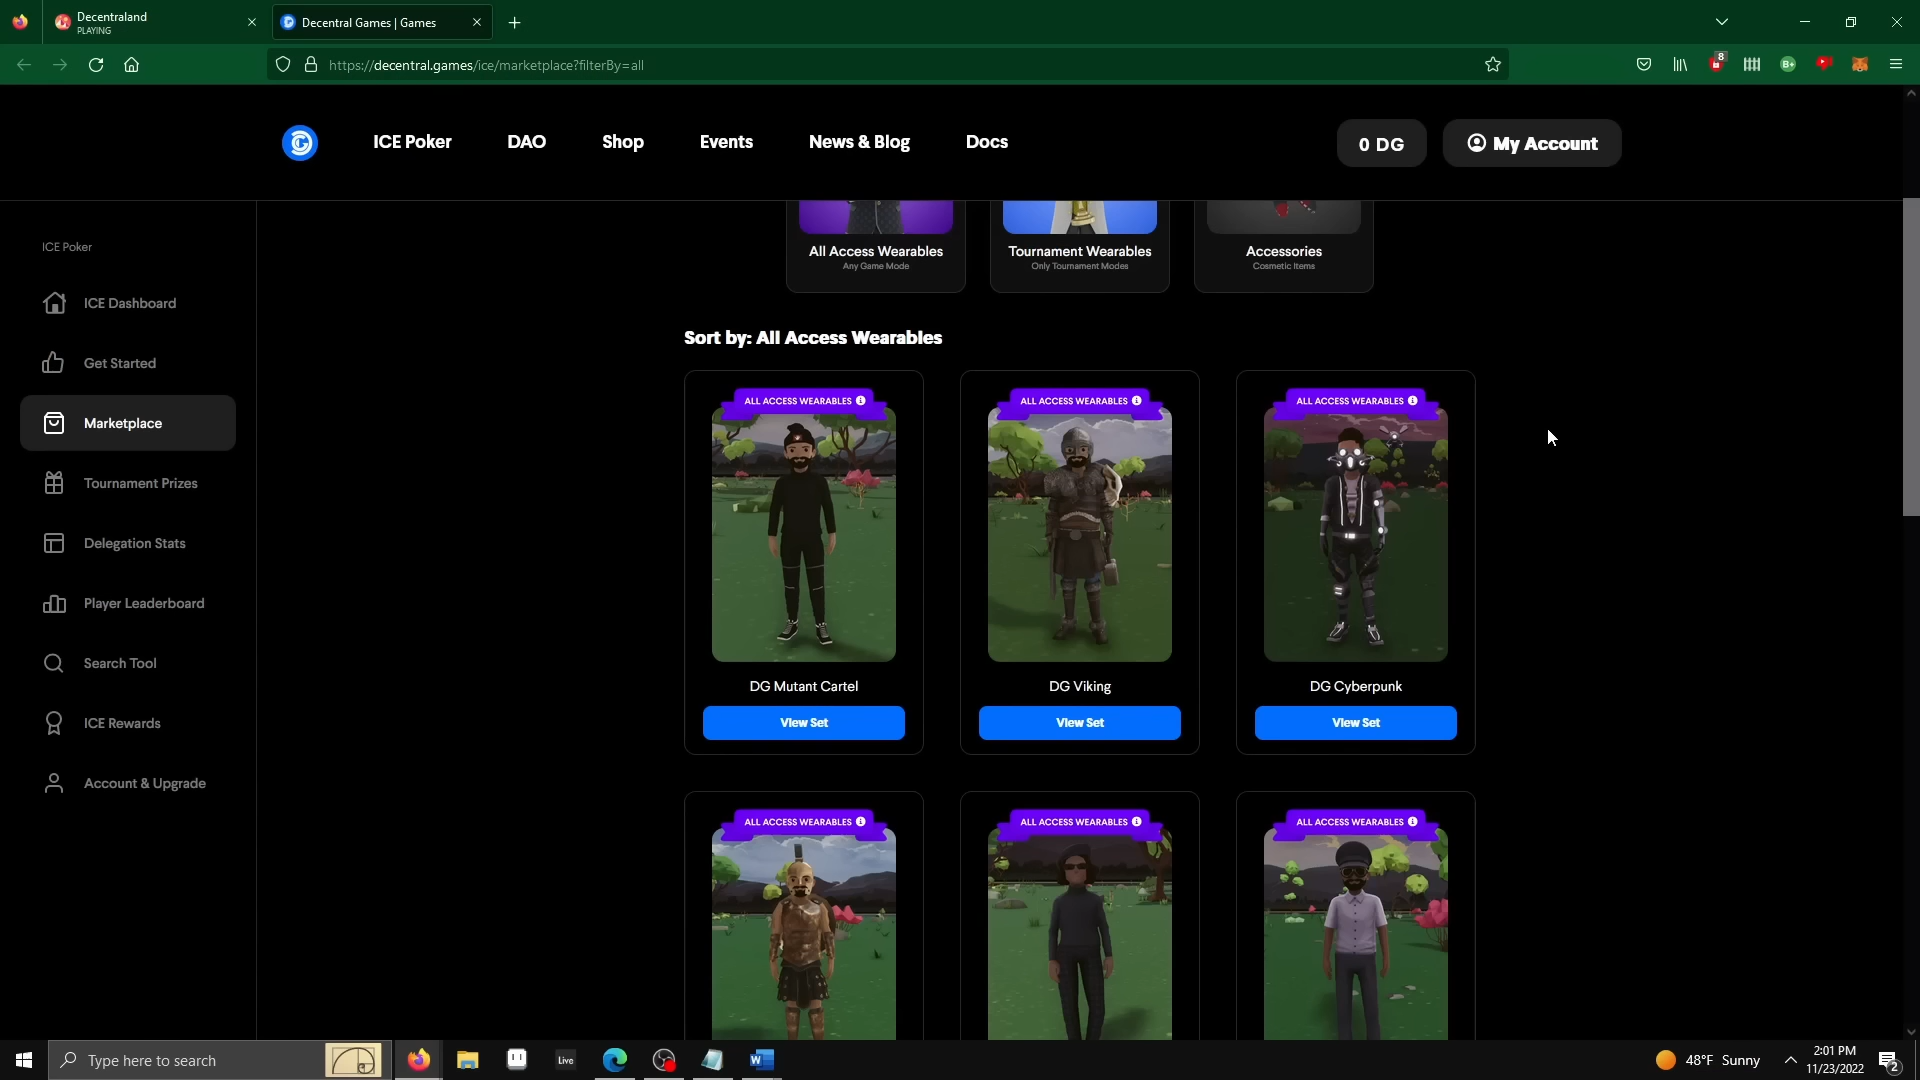 Decentraland
PLAYING
Decentral Games | Games
https://decentral.games/ice/marketplace?filterBy=all
8
B+
ICE Poker
DAO
Shop
Events
News & Blog
Docs
0 DG
My Account
ICE Poker
ICE Dashboard
Get Started
Marketplace
Tournament Prizes
Delegation Stats
Player Leaderboard
Search Tool
ICE Rewards
Account & Upgrade
All Access Wearables
Any Game Mode
Tournament Wearables
Only Tournament Modes
Accessories
Cosmetic Items
Sort by: All Access Wearables
ALL ACCESS WEARABLES
DG Mutant Cartel
View Set
ALL ACCESS WEARABLES
DG Viking
View Set
ALL ACCESS WEARABLES
DG Cyberpunk
View Set
ALL ACCESS WEARABLES
ALL ACCESS WEARABLES
ALL ACCESS WEARABLES
Type here to search
Live
W
48°F Sunny
2:01 PM
11/23/2022
2